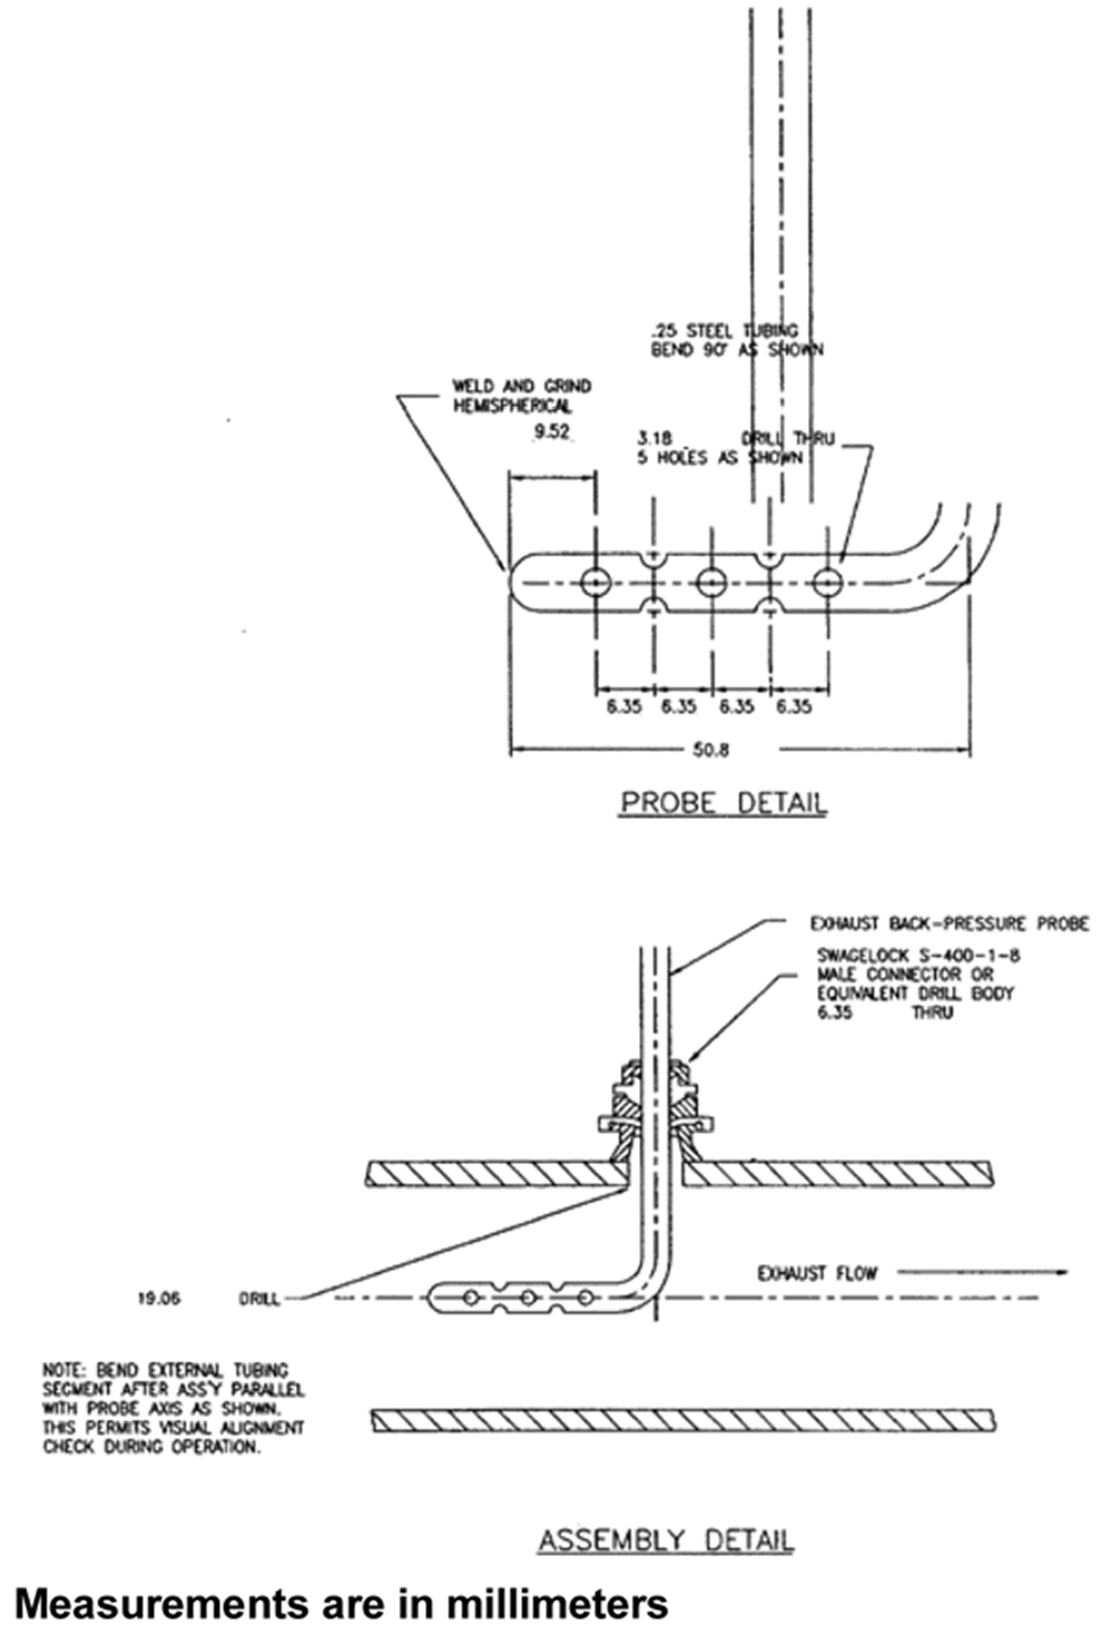 .25 STEEL TUBING
BEND 90° AS SHOWN
WELD AND GRIND
HEMISPHERICAL
9.52
3.18 DRILL THRU
5 HOLES AS SHOWN
6.35 6.35 6.35 6.35
50.8
PROBE DETAIL
EXHAUST BACK-PRESSURE PROBE
SWAGELOCK S-400-1-8
MALE CONNECTOR OR
EQUIVALENT DRILL BODY
6.35 THRU
EXHAUST FLOW
19.06 DRILL
NOTE: BEND EXTERNAL TUBING
SEGMENT AFTER ASS'Y PARALLEL
WITH PROBE AXIS AS SHOWN.
THIS PERMITS VISUAL ALIGNMENT
CHECK DURING OPERATION.
ASSEMBLY DETAIL
Measurements are in millimeters